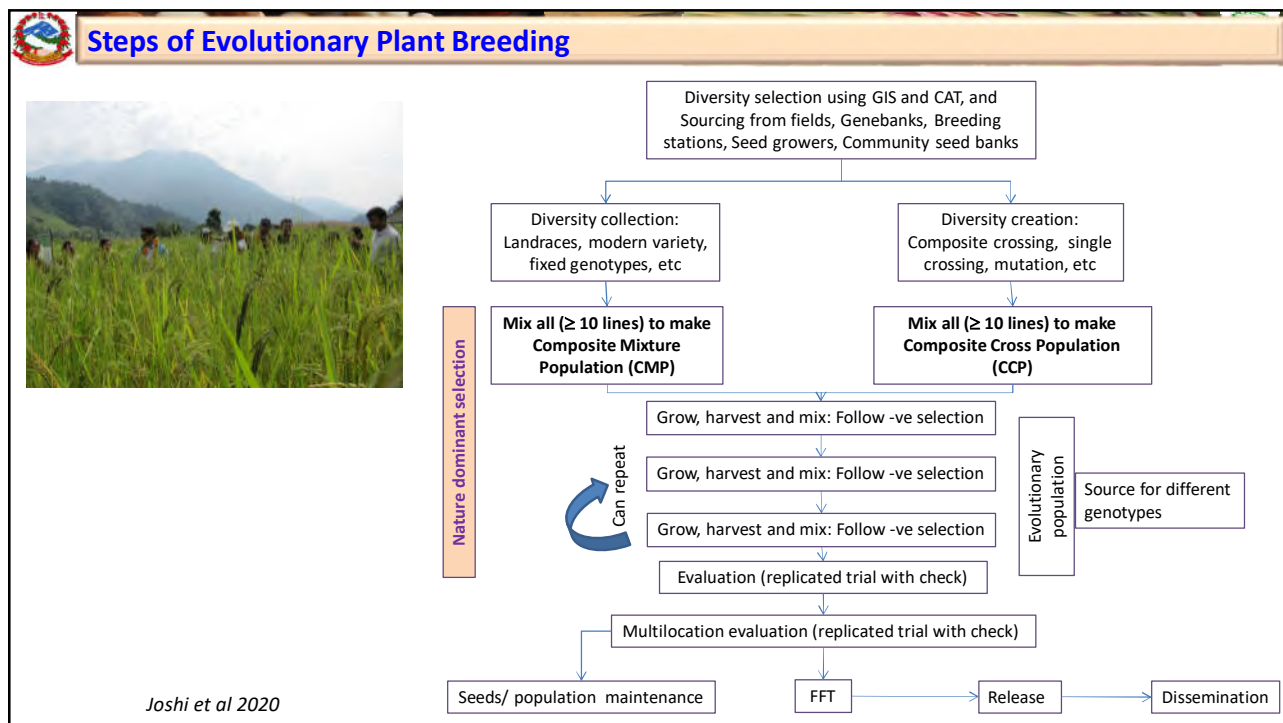 Steps of Evolutionary Plant Breeding
Diversity selection using GIS and CAT, and
Sourcing from fields, Genebanks, Breeding
stations, Seed growers, Community seed banks
Diversity collection:
Landraces, modern variety,
fixed genotypes, etc
Diversity creation:
Composite crossing, single
crossing, mutation, etc
Mix all (≥ 10 lines) to make
Composite Mixture
Population (CMP)
Mix all (≥ 10 lines) to make
Composite Cross Population
(CCP)
Nature dominant selection
Grow, harvest and mix: Follow -ve selection
Grow, harvest and mix: Follow -ve selection
Grow, harvest and mix: Follow -ve selection
Can repeat
Evolutionary
population
Source for different
genotypes
Evaluation (replicated trial with check)
Multilocation evaluation (replicated trial with check)
Seeds/ population maintenance
FFT
Release
Dissemination
Joshi et al 2020